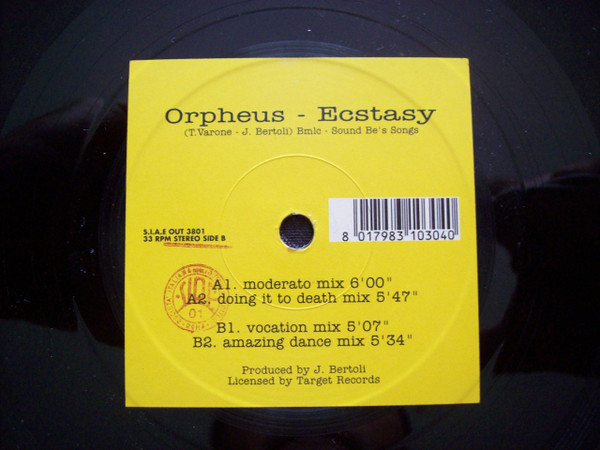 Orpheus - Ecstasy
(T.Varone - J. Bertoli) Bmlc - Sound Be's Songs
8 017983 103040
S.I.A.E OUT 3801
33 RPM STEREO SIDE B
A1. moderato mix 6'00"
A2. doing it to death mix 5'47"
01
B1. vocation mix 5'07"
B2. amazing dance mix 5'34"
Produced by J. Bertoli
Licensed by Target Records